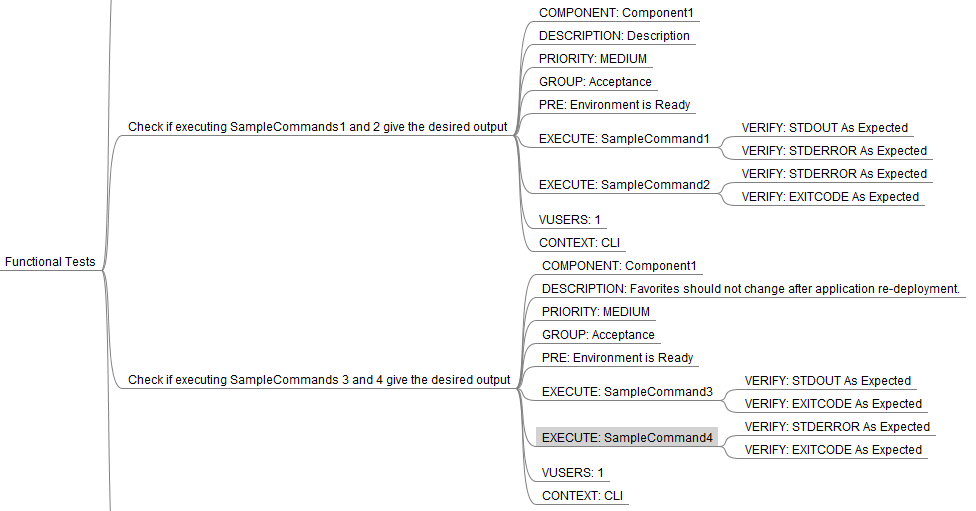 Functional Tests
Check if executing SampleCommands1 and 2 give the desired output
COMPONENT: Component1
DESCRIPTION: Description
PRIORITY: MEDIUM
GROUP: Acceptance
PRE: Environment is Ready
EXECUTE: SampleCommand1
VERIFY: STDOUT As Expected
VERIFY: STDERROR As Expected
EXECUTE: SampleCommand2
VERIFY: STDERROR As Expected
VERIFY: EXITCODE As Expected
VUSERS: 1
CONTEXT: CLI
Check if executing SampleCommands 3 and 4 give the desired output
COMPONENT: Component1
DESCRIPTION: Favorites should not change after application re-deployment.
PRIORITY: MEDIUM
GROUP: Acceptance
PRE: Environment is Ready
EXECUTE: SampleCommand3
VERIFY: STDOUT As Expected
VERIFY: EXITCODE As Expected
EXECUTE: SampleCommand4
VERIFY: STDERROR As Expected
VERIFY: EXITCODE As Expected
VUSERS: 1
CONTEXT: CLI